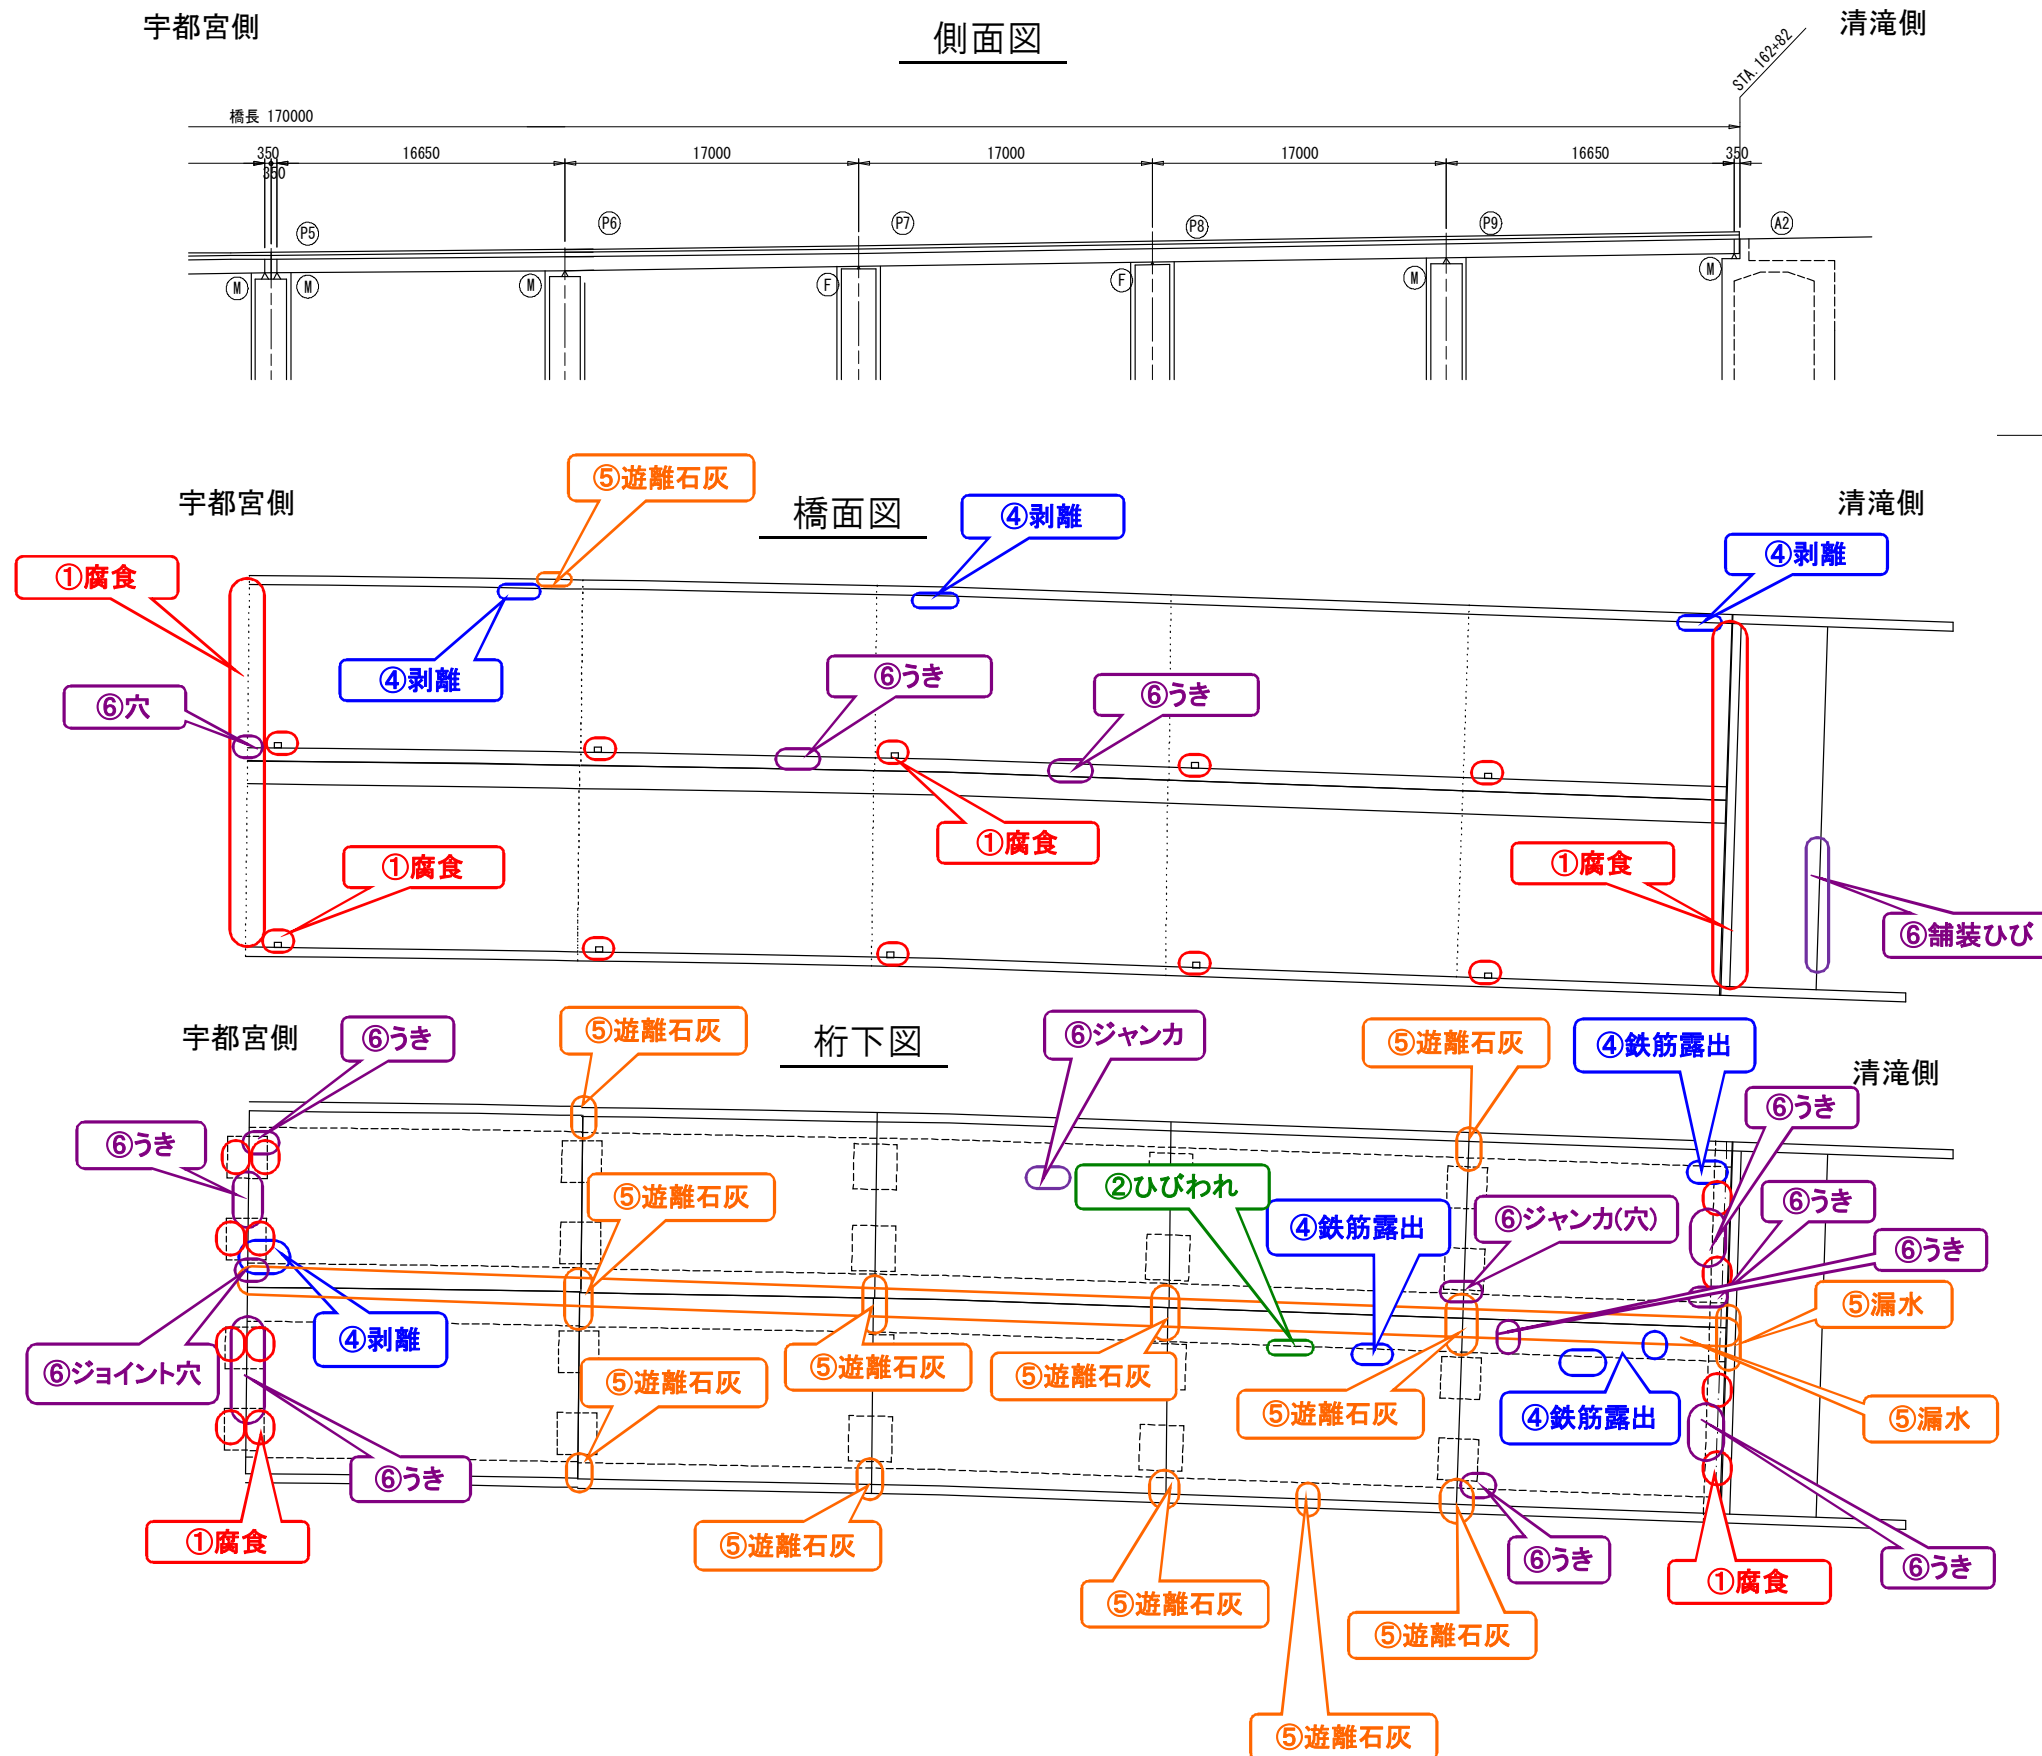 宇都宮側
側面図
清滝側
STA.162+82
橋長 170000
350
350
16650
17000
17000
17000
16650
350
P5
P6
P7
P8
P9
A2
M
M
M
F
F
M
M
宇都宮側
橋面図
清滝側
⑤遊離石灰
④剥離
④剥離
①腐食
④剥離
⑥うき
⑥うき
⑥穴
①腐食
①腐食
①腐食
⑥舗装ひび
宇都宮側
桁下図
清滝側
⑥うき
⑤遊離石灰
⑥ジャンカ
⑤遊離石灰
④鉄筋露出
⑥うき
⑥うき
⑤遊離石灰
②ひびわれ
④鉄筋露出
⑥ジャンカ(穴)
⑥うき
⑥うき
⑤漏水
④剥離
⑥ジョイント穴
⑤遊離石灰
⑤遊離石灰
⑤遊離石灰
⑤遊離石灰
④鉄筋露出
⑤漏水
⑥うき
①腐食
⑤遊離石灰
⑥うき
⑥うき
①腐食
⑤遊離石灰
⑤遊離石灰
⑤遊離石灰